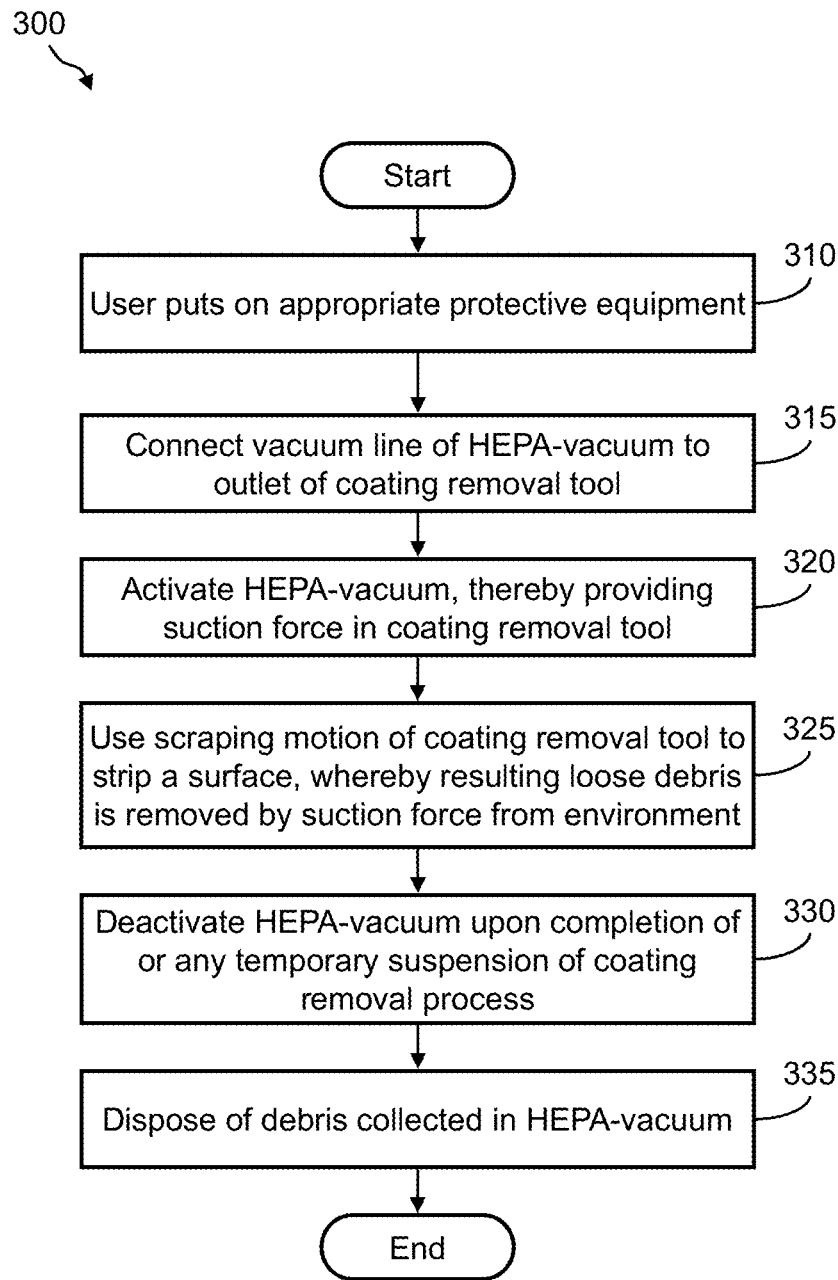 300
Start
310
User puts on appropriate protective equipment
315
Connect vacuum line of HEPA-vacuum to
outlet of coating removal tool
320
Activate HEPA-vacuum, thereby providing
suction force in coating removal tool
325
Use scraping motion of coating removal tool to
strip a surface, whereby resulting loose debris
is removed by suction force from environment
330
Deactivate HEPA-vacuum upon completion of
or any temporary suspension of coating
removal process
335
Dispose of debris collected in HEPA-vacuum
End